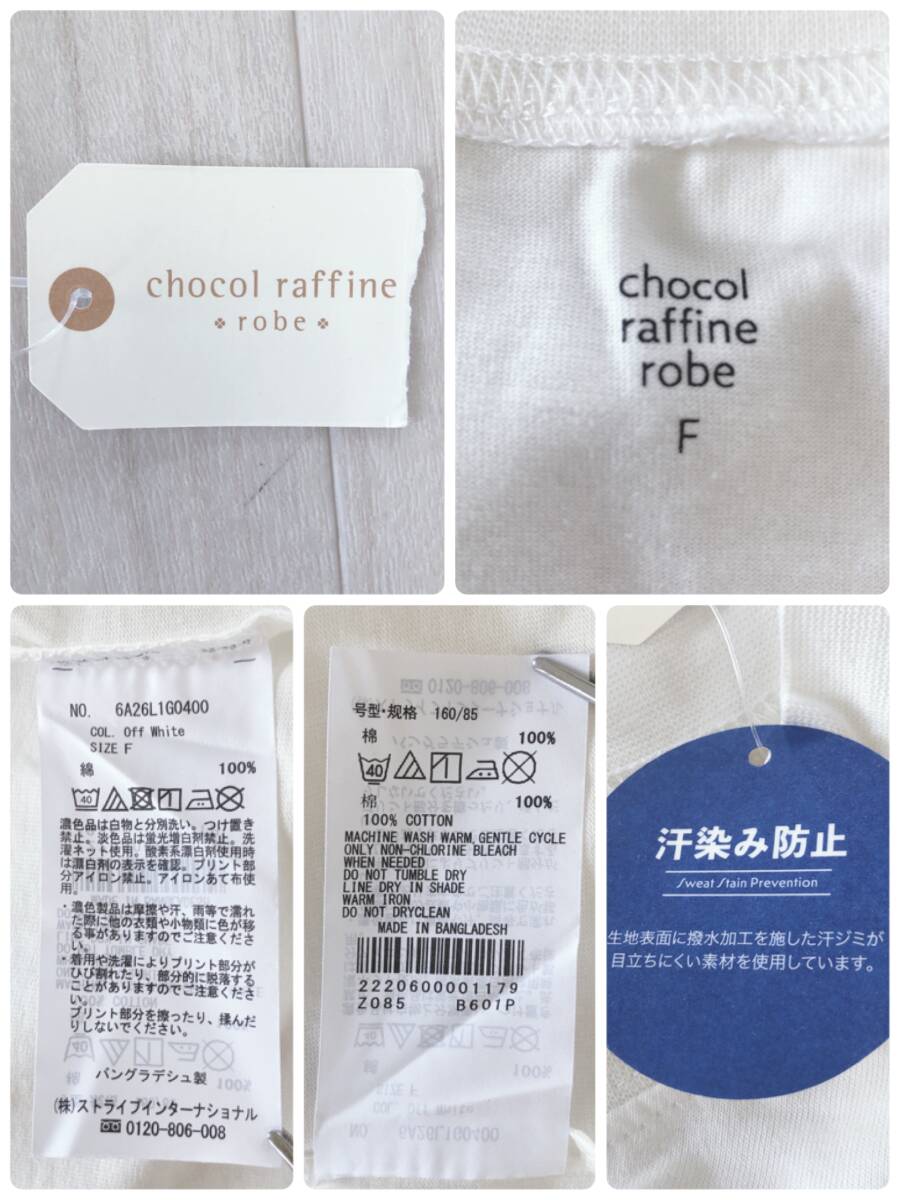 chocol raffine
robe
chocol
raffine
robe
F
NO. 6A26L1G0400
COL. Off White
SIZE F
綿 100%
40
濃色品は白物と分別洗い。つけ置き
禁止。淡色品は蛍光増白剤禁止。洗
濯ネット使用。酸素系漂白剤使用時
は漂白剤の表示を確認。プリント部
分アイロン禁止。アイロンあて布使
用。
・濃色製品は摩擦や汗、雨等で濡れ
た際に他の衣類や小物類に色が移
る事がありますのでご注意くださ
い。
・着用や洗濯によりプリント部分が
ひび割れたり、部分的に脱落する
ことがありますのでご注意くださ
い。
プリント部分を擦ったり、揉んだ
りしないでください。
バングラデシュ製
(株)ストライプインターナショナル
0120-806-008
号型・规格 160/85
棉 100%
40
棉 100%
100% COTTON
MACHINE WASH WARM,GENTLE CYCLE
ONLY NON-CHLORINE BLEACH
WHEN NEEDED
DO NOT TUMBLE DRY
LINE DRY IN SHADE
WARM IRON
DO NOT DRYCLEAN
MADE IN BANGLADESH
2220600001179
Z085 B601P
汗染み防止
Sweat Stain Prevention
生地表面に撥水加工を施した汗ジミが
目立ちにくい素材を使用しています。